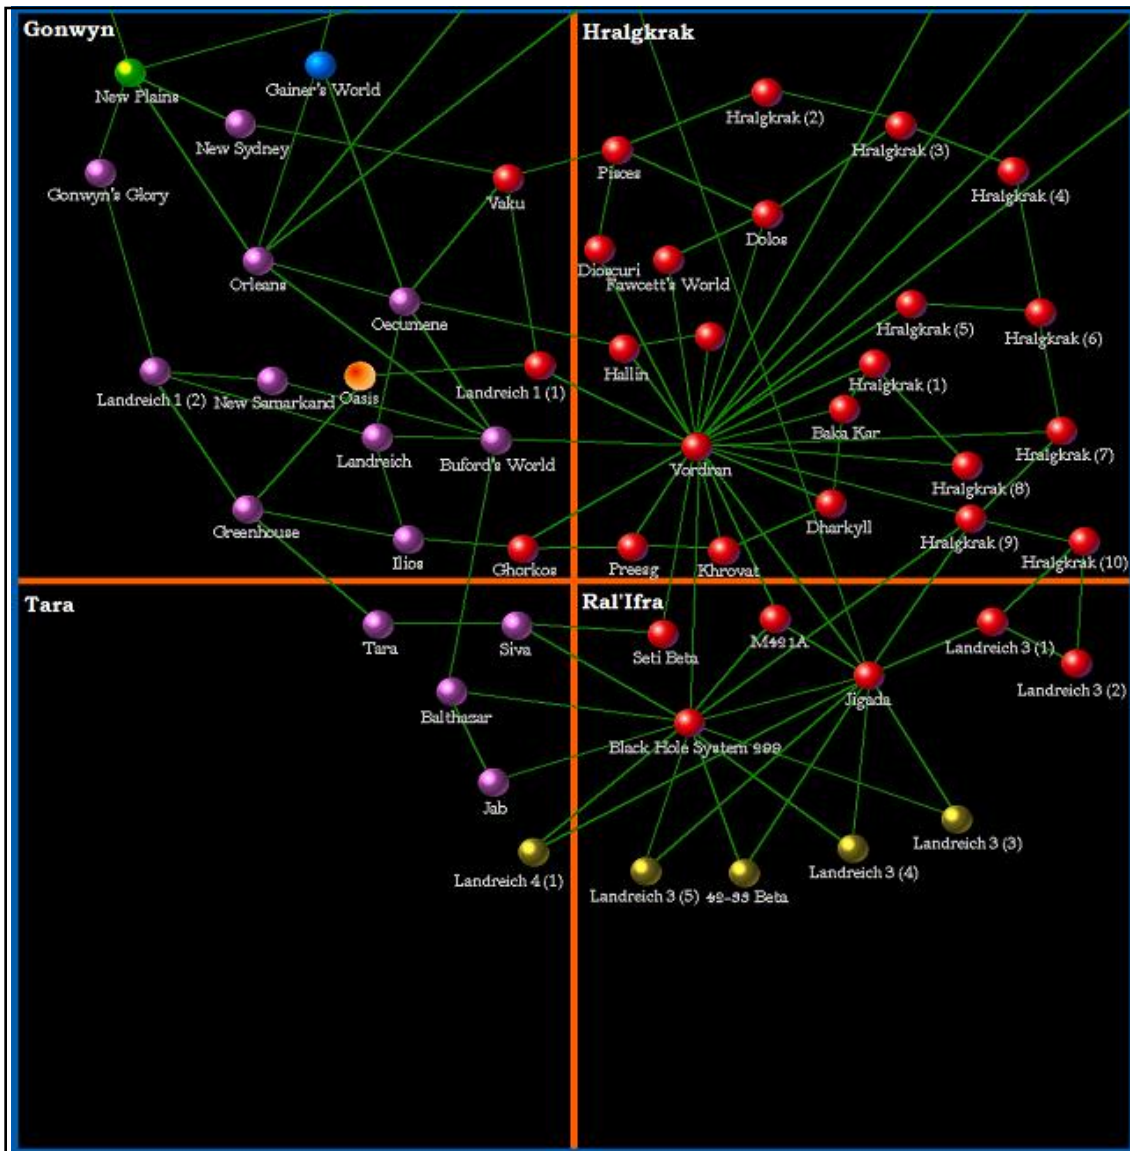 Gonwyn
Hralgkrak
Gainer's World
New Plains
Hralgkrak (2)
New Sydney
Hralgkrak (3)
Pisces
Gonwyn's Glory
Hralgkrak (4)
Vaku
Dolos
Dioscuri
Orleans
Fawcett's World
Oecumene
Hralgkrak (5)
Hralgkrak (6)
Hallin
Hralgkrak (1)
Landreich 1 (1)
Landreich 1 (2)
New Samarkand
Oasis
Baka Kar
Hralgkrak (7)
Landreich
Buford's World
Vordran
Hralgkrak (8)
Greenhouse
Dharkyll
Hralgkrak (9)
Ilios
Ghorkos
Preesg
Khrovat
Hralgkrak (10)
Tara
Ral'Ifra
Tara
Siva
Seti Beta
M421A
Landreich 3 (1)
Landreich 3 (2)
Jigada
Balthazar
Black Hole System 999
Jab
Landreich 3 (3)
Landreich 4 (1)
Landreich 3 (4)
Landreich 3 (5)
49-33 Beta